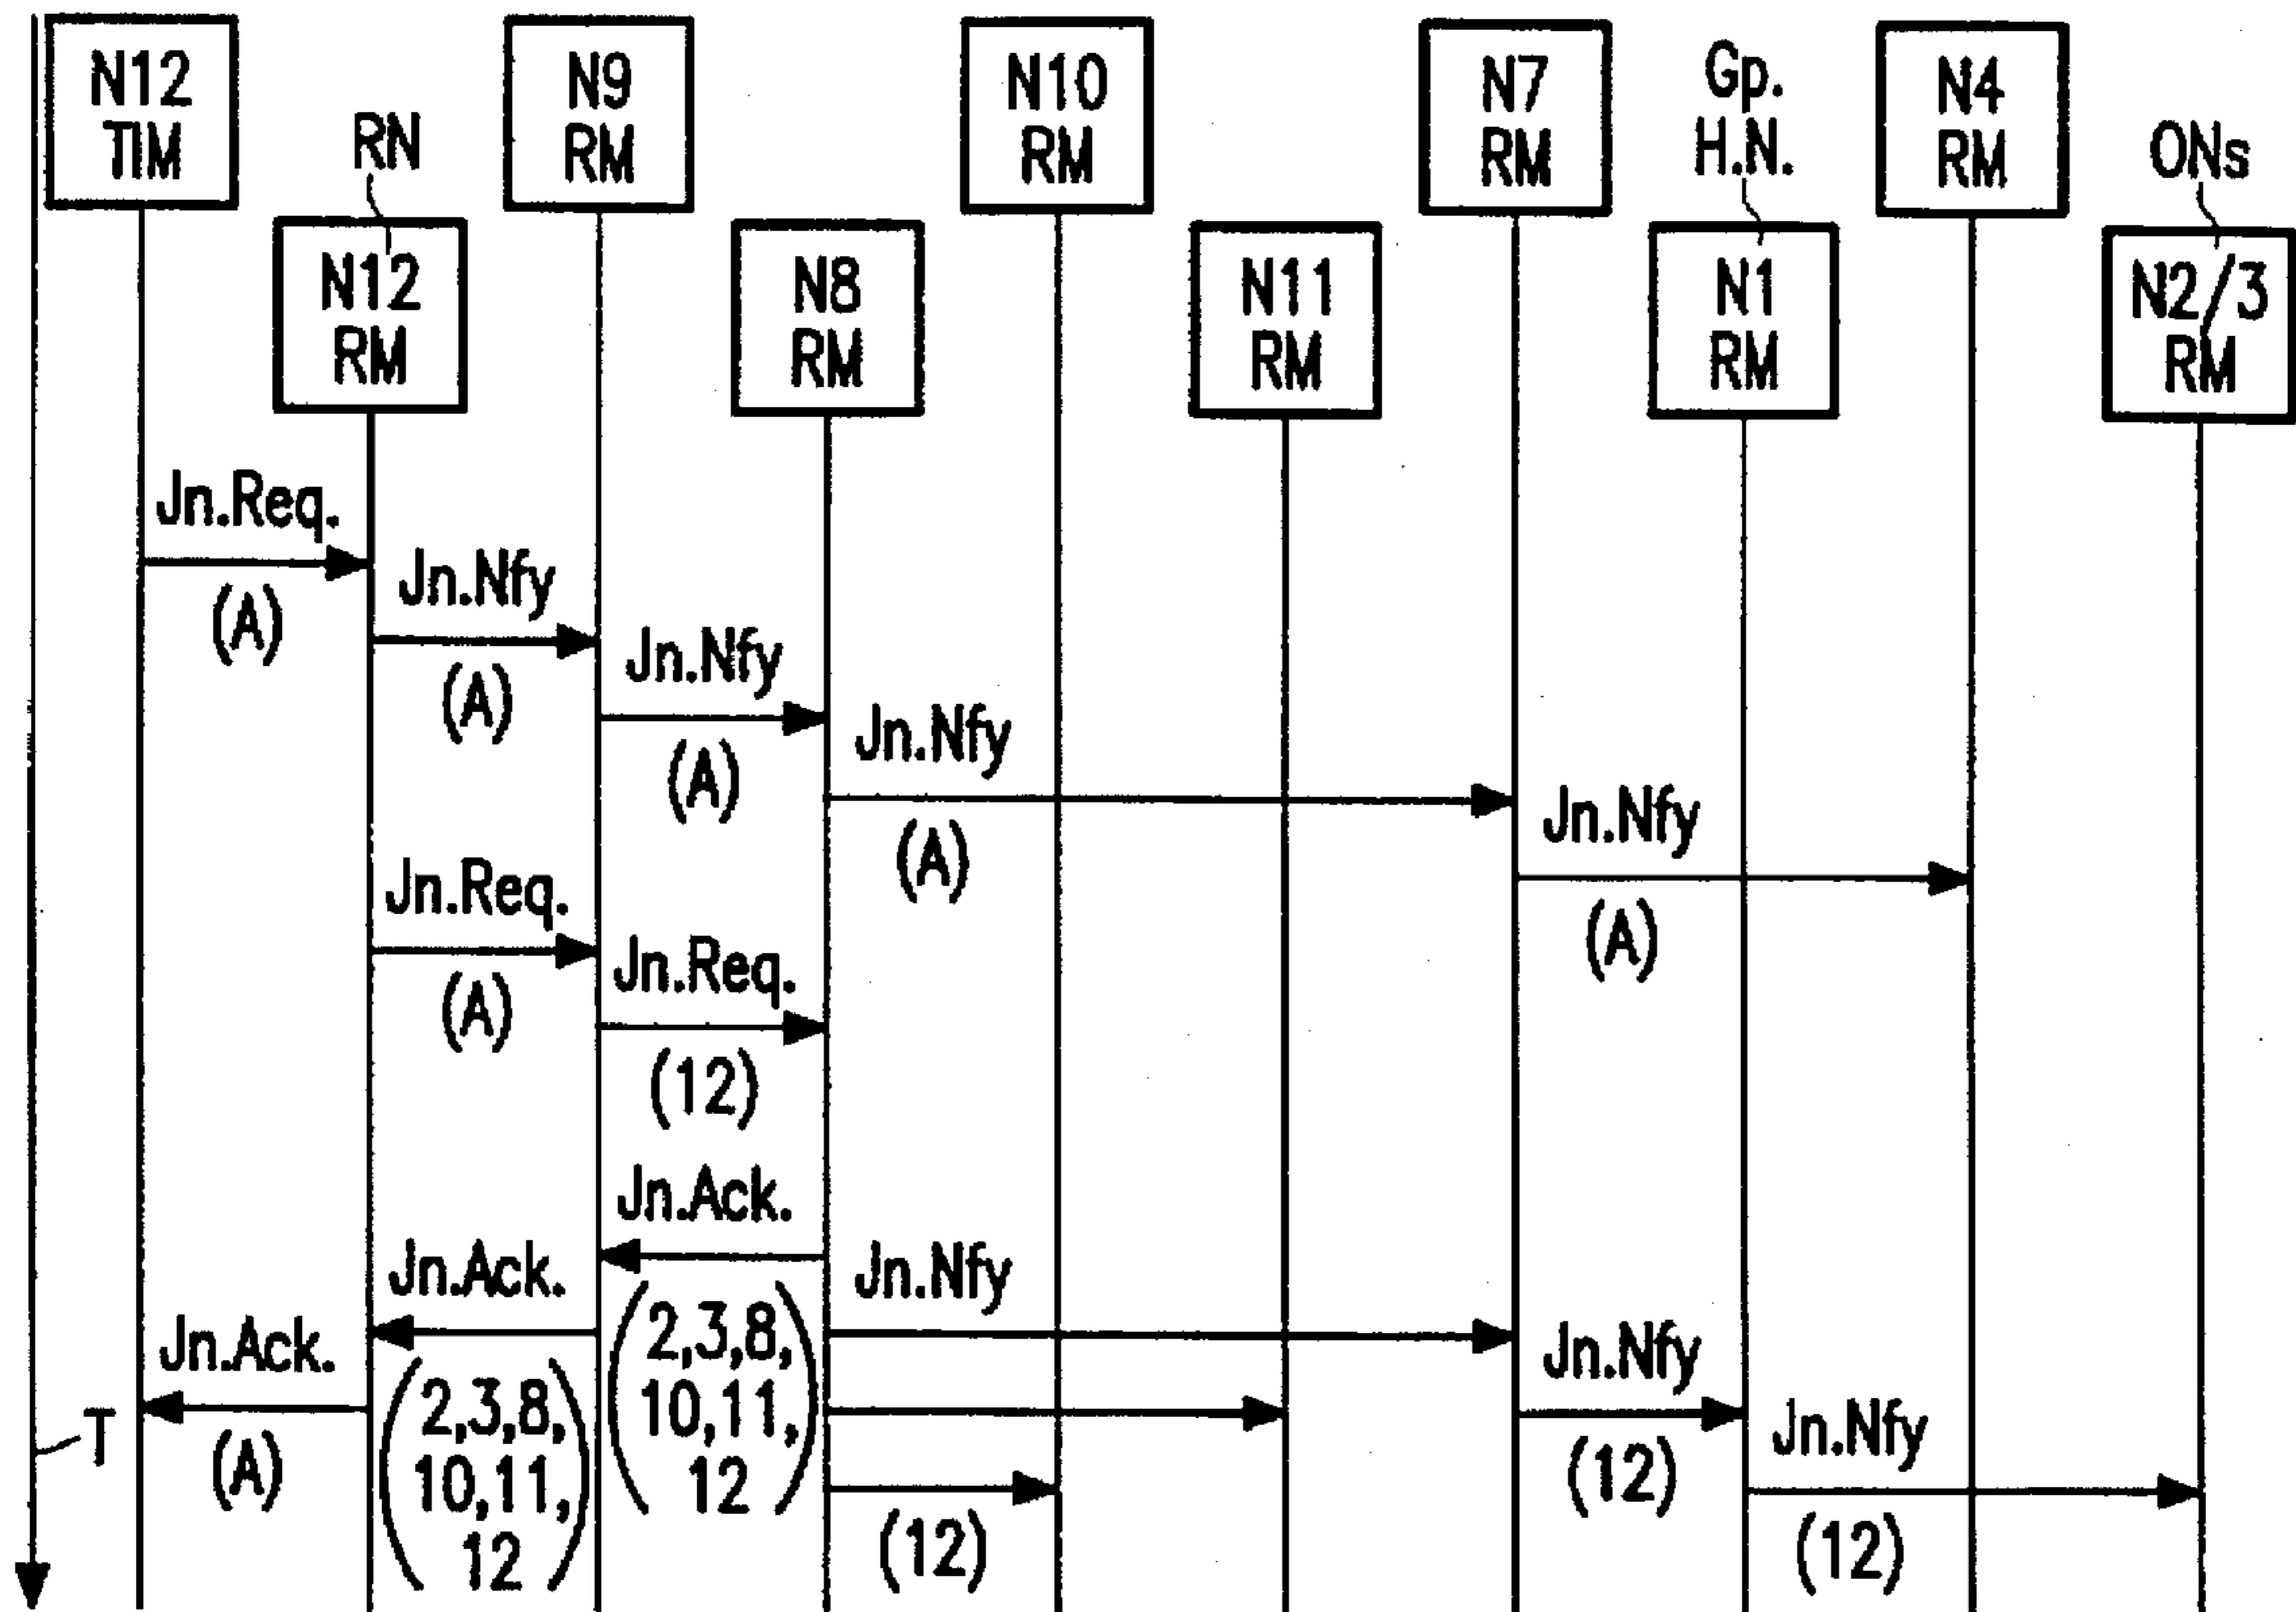 N12
TIM
RN
N12
RM
N9
RM
N8
RM
N10
RM
N11
RM
N7
RM
Gp.
H.N.
N1
RM
N4
RM
ONs
N2/3
RM
Jn.Req.
(A)
Jn.Nfy
(A)
Jn.Nfy
(A)
Jn.Nfy
(A)
Jn.Nfy
(A)
Jn.Req.
(A)
Jn.Req.
(12)
Jn.Ack.
(2,3,8,
10,11,
12)
Jn.Ack.
(2,3,8,
10,11,
12)
Jn.Ack.
(A)
Jn.Nfy
(12)
Jn.Nfy
(12)
Jn.Nfy
(12)
T